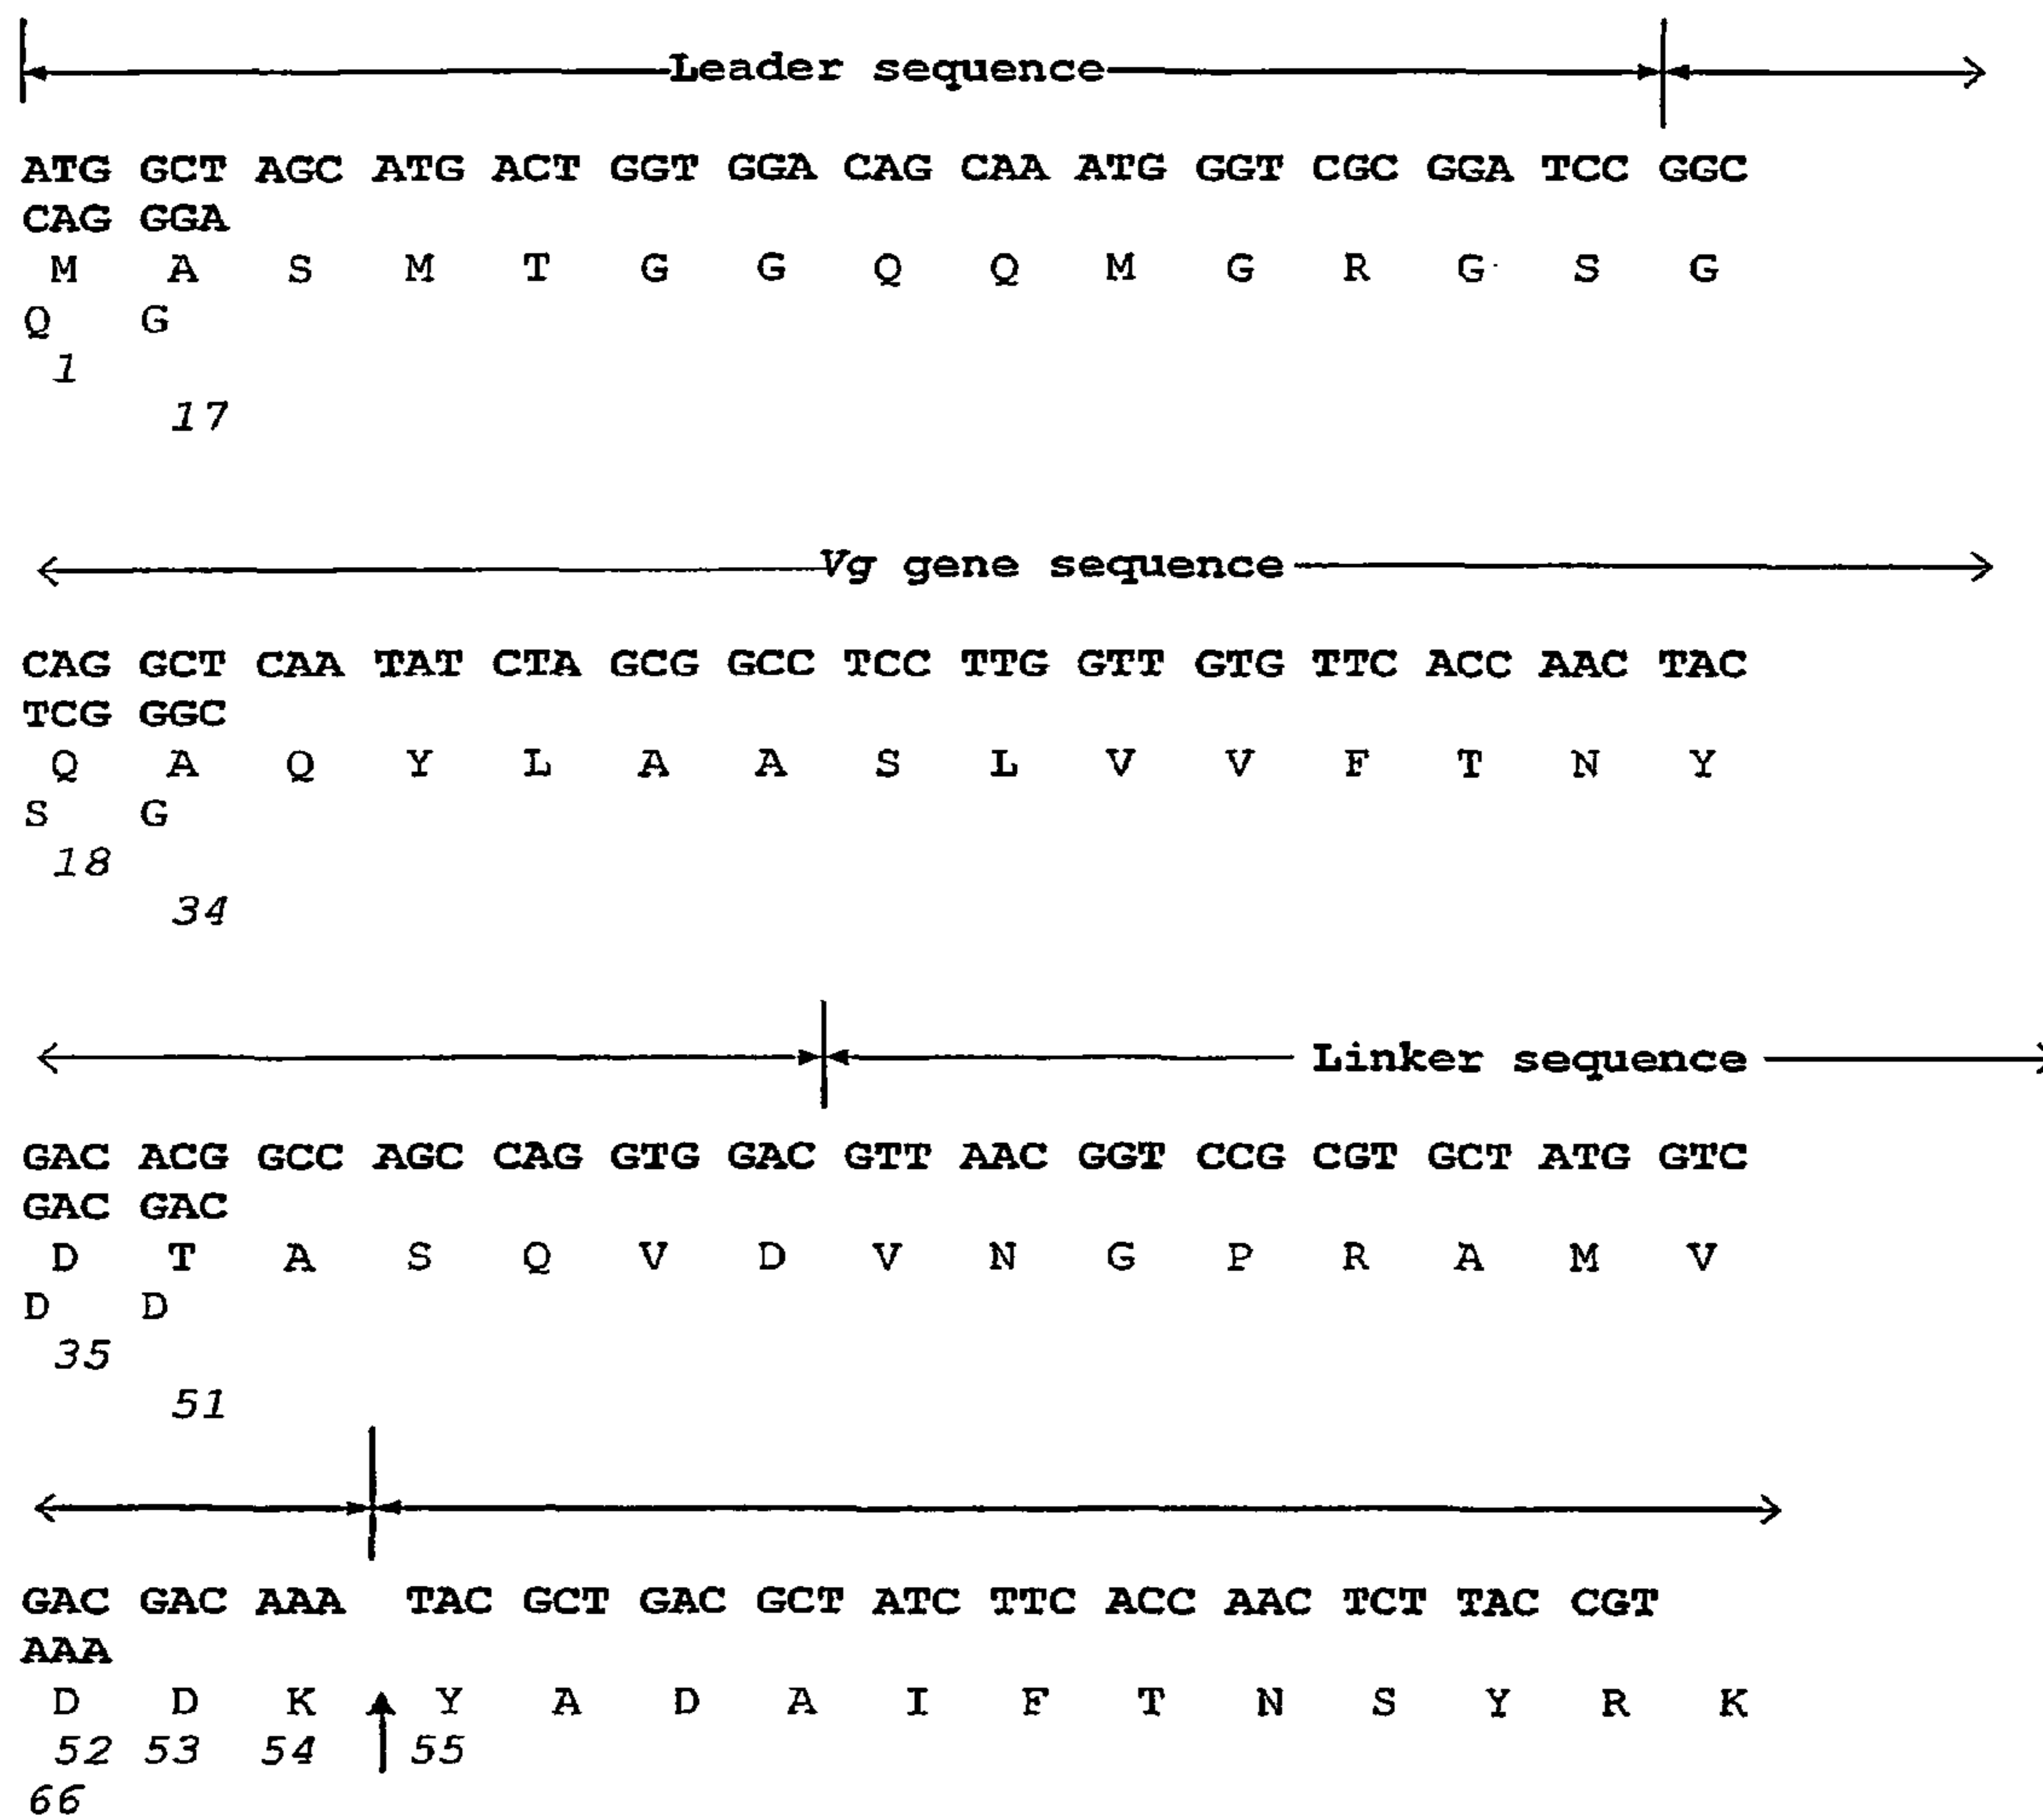 Leader sequence
ATG GCT AGC ATG ACT GGT GGA CAG CAA ATG GGT CGC GGA TCC GGC
CAG GGA
M A S M T G G Q Q M G R G S G
Q G
1
17
Vg gene sequence
CAG GCT CAA TAT CTA GCG GCC TCC TTG GTT GTG TTC ACC AAC TAC
TCG GGC
Q A Q Y L A A S L V V F T N Y
S G
18
34
Linker sequence
GAC ACG GCC AGC CAG GTG GAC GTT AAC GGT CCG CGT GCT ATG GTC
GAC GAC
D T A S Q V D V N G P R A M V
D D
35
51
GAC GAC AAA TAC GCT GAC GCT ATC TTC ACC AAC TCT TAC CGT
AAA
D D K Y A D A I F T N S Y R K
52 53 54 55
66